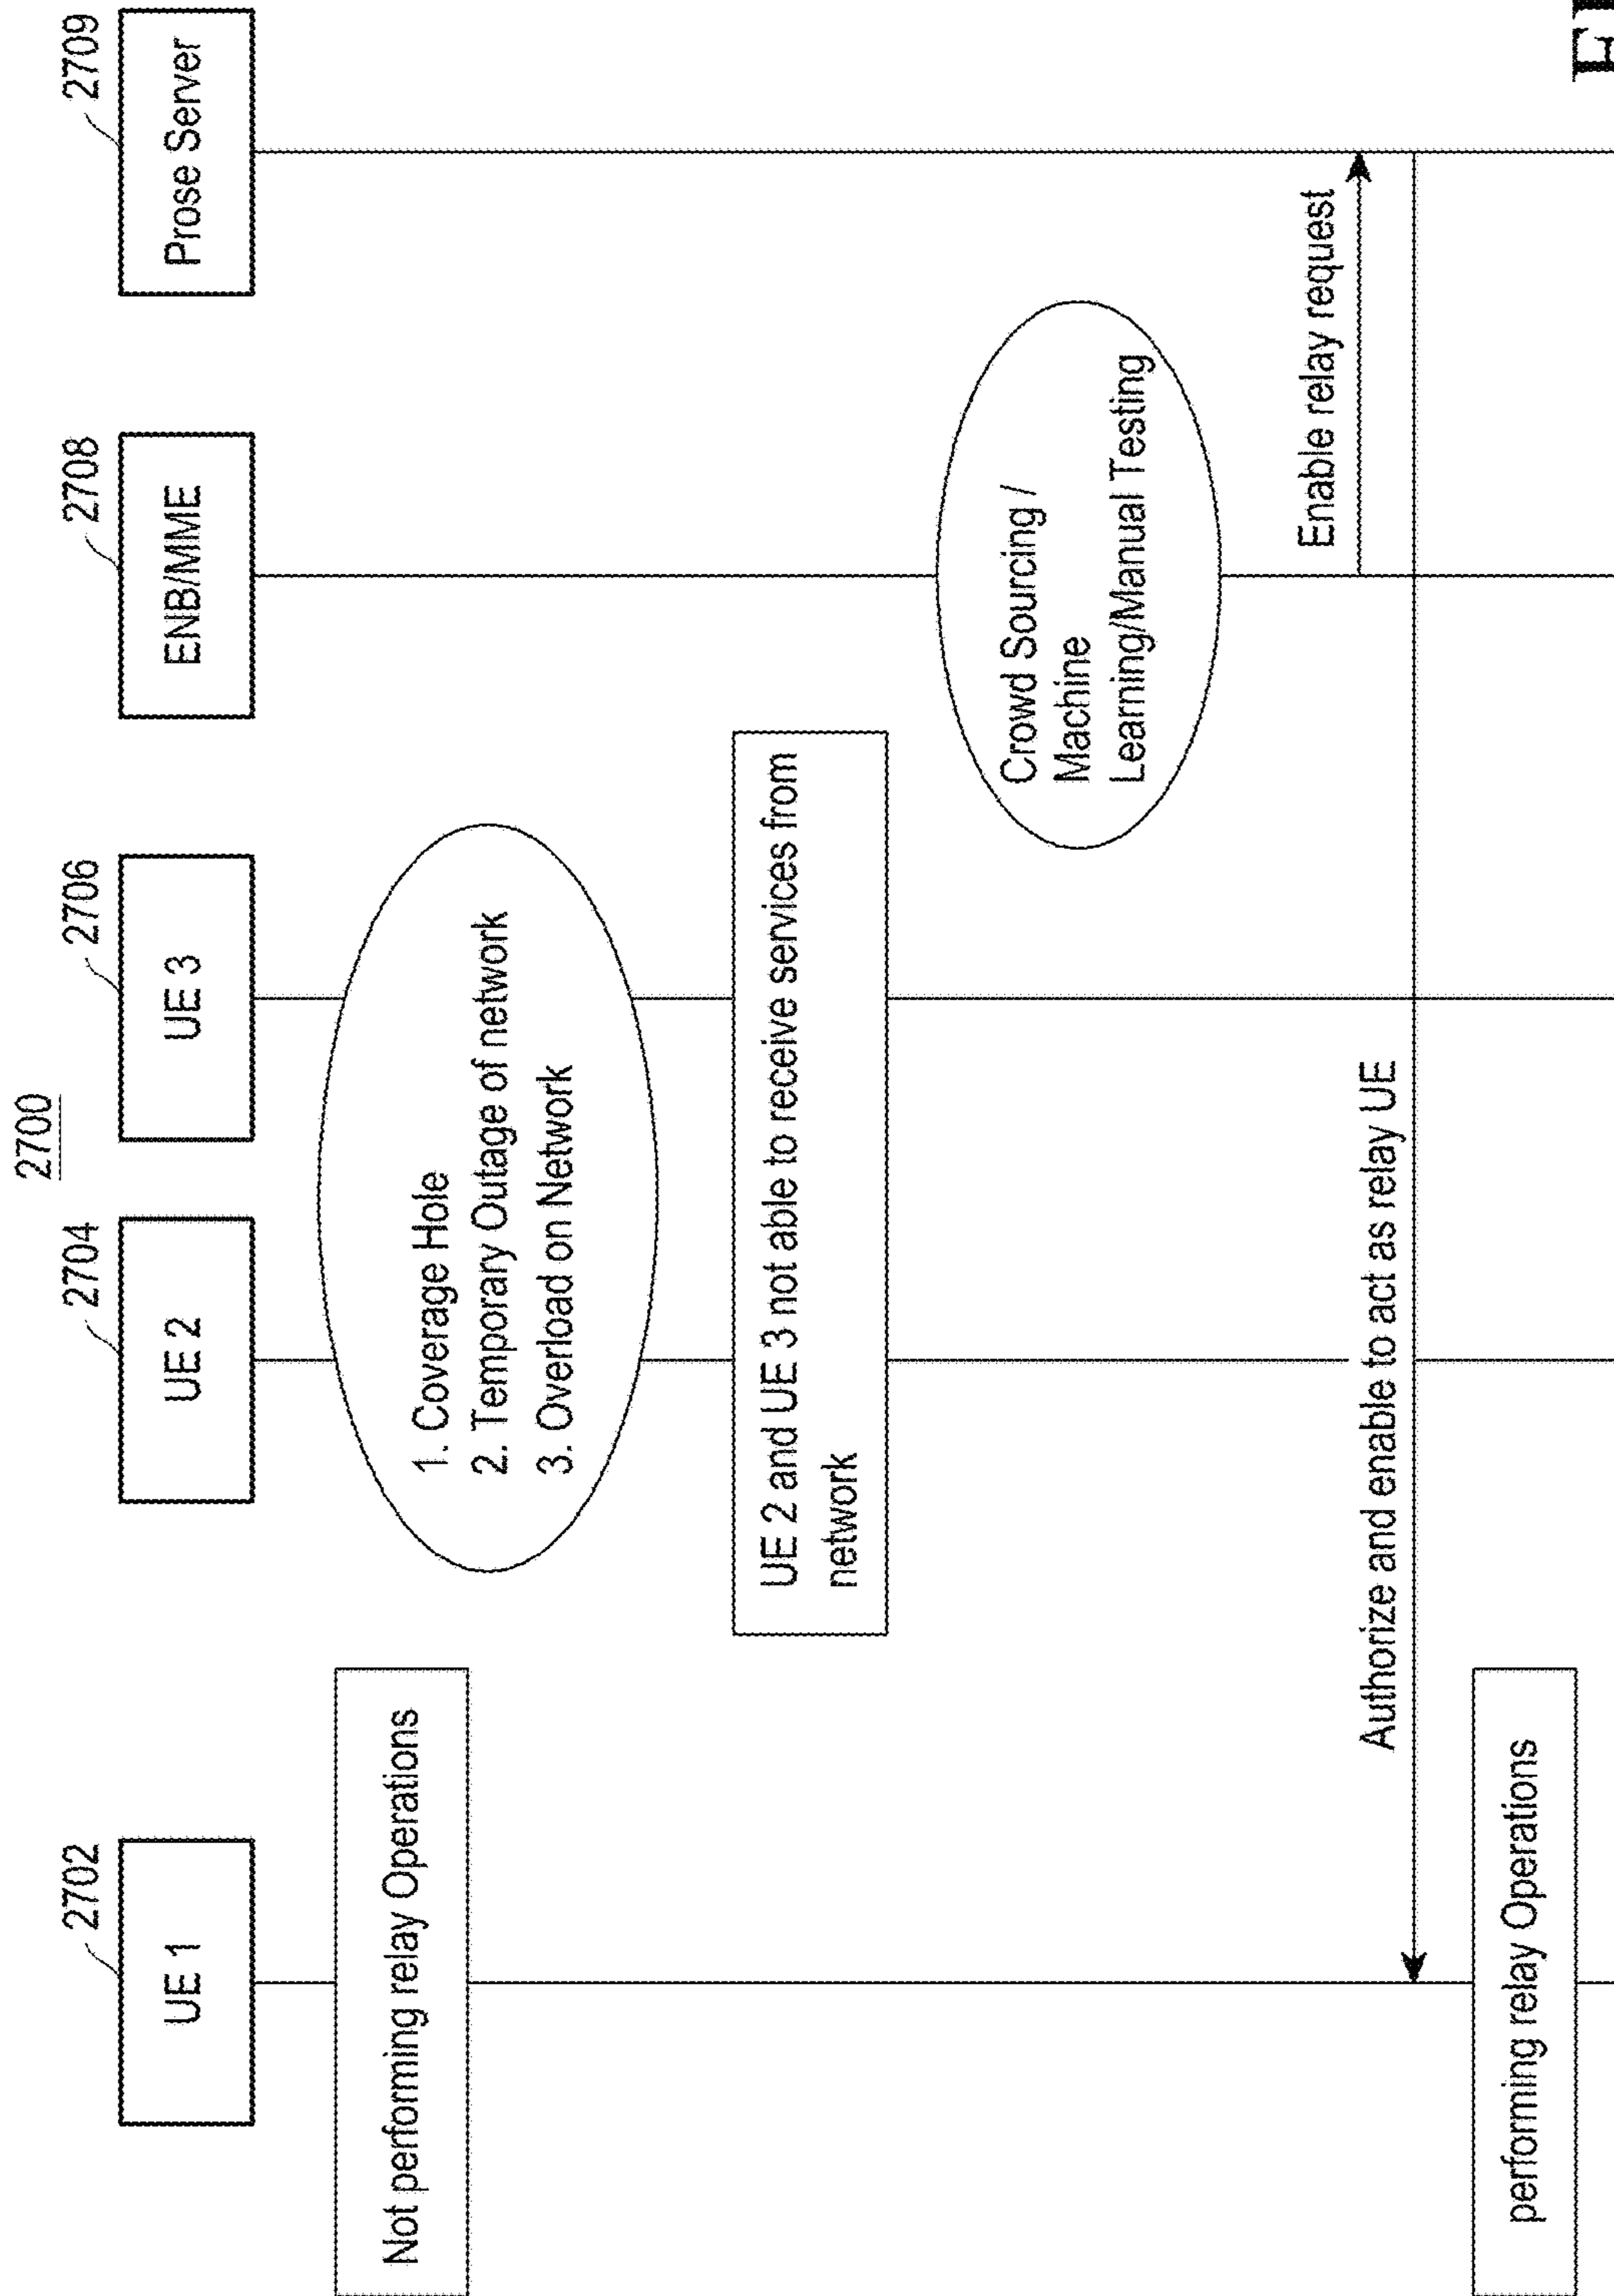 2700
2702
2704
2706
2708
2709
UE 1
UE 2
UE 3
ENB/MME
Prose Server
Not performing relay Operations
1. Coverage Hole
2. Temporary Outage of network
3. Overload on Network
UE 2 and UE 3 not able to receive services from
network
Crowd Sourcing /
Machine
Learning/Manual Testing
Enable relay request
Authorize and enable to act as relay UE
performing relay Operations